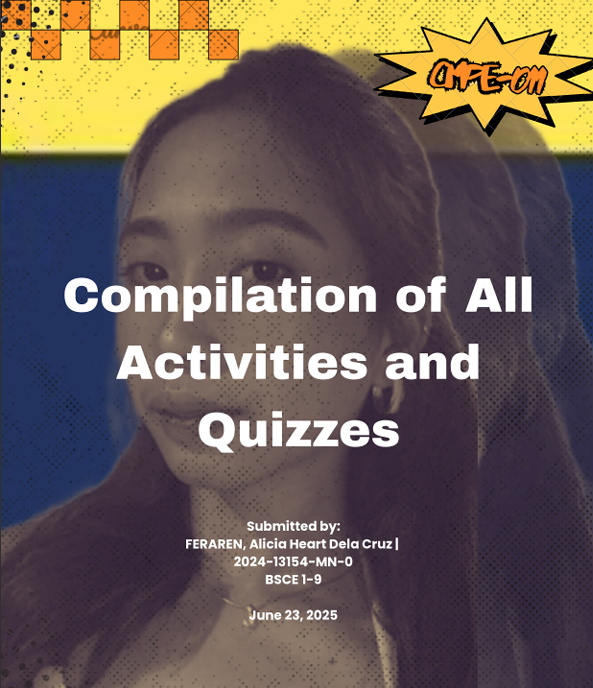 CMPE-OM
Compilation of All
Activities and
Quizzes
Submitted by:
FERAREN, Alicia Heart Dela Cruz |
2024-13154-MN-0
BSCE 1-9
June 23, 2025